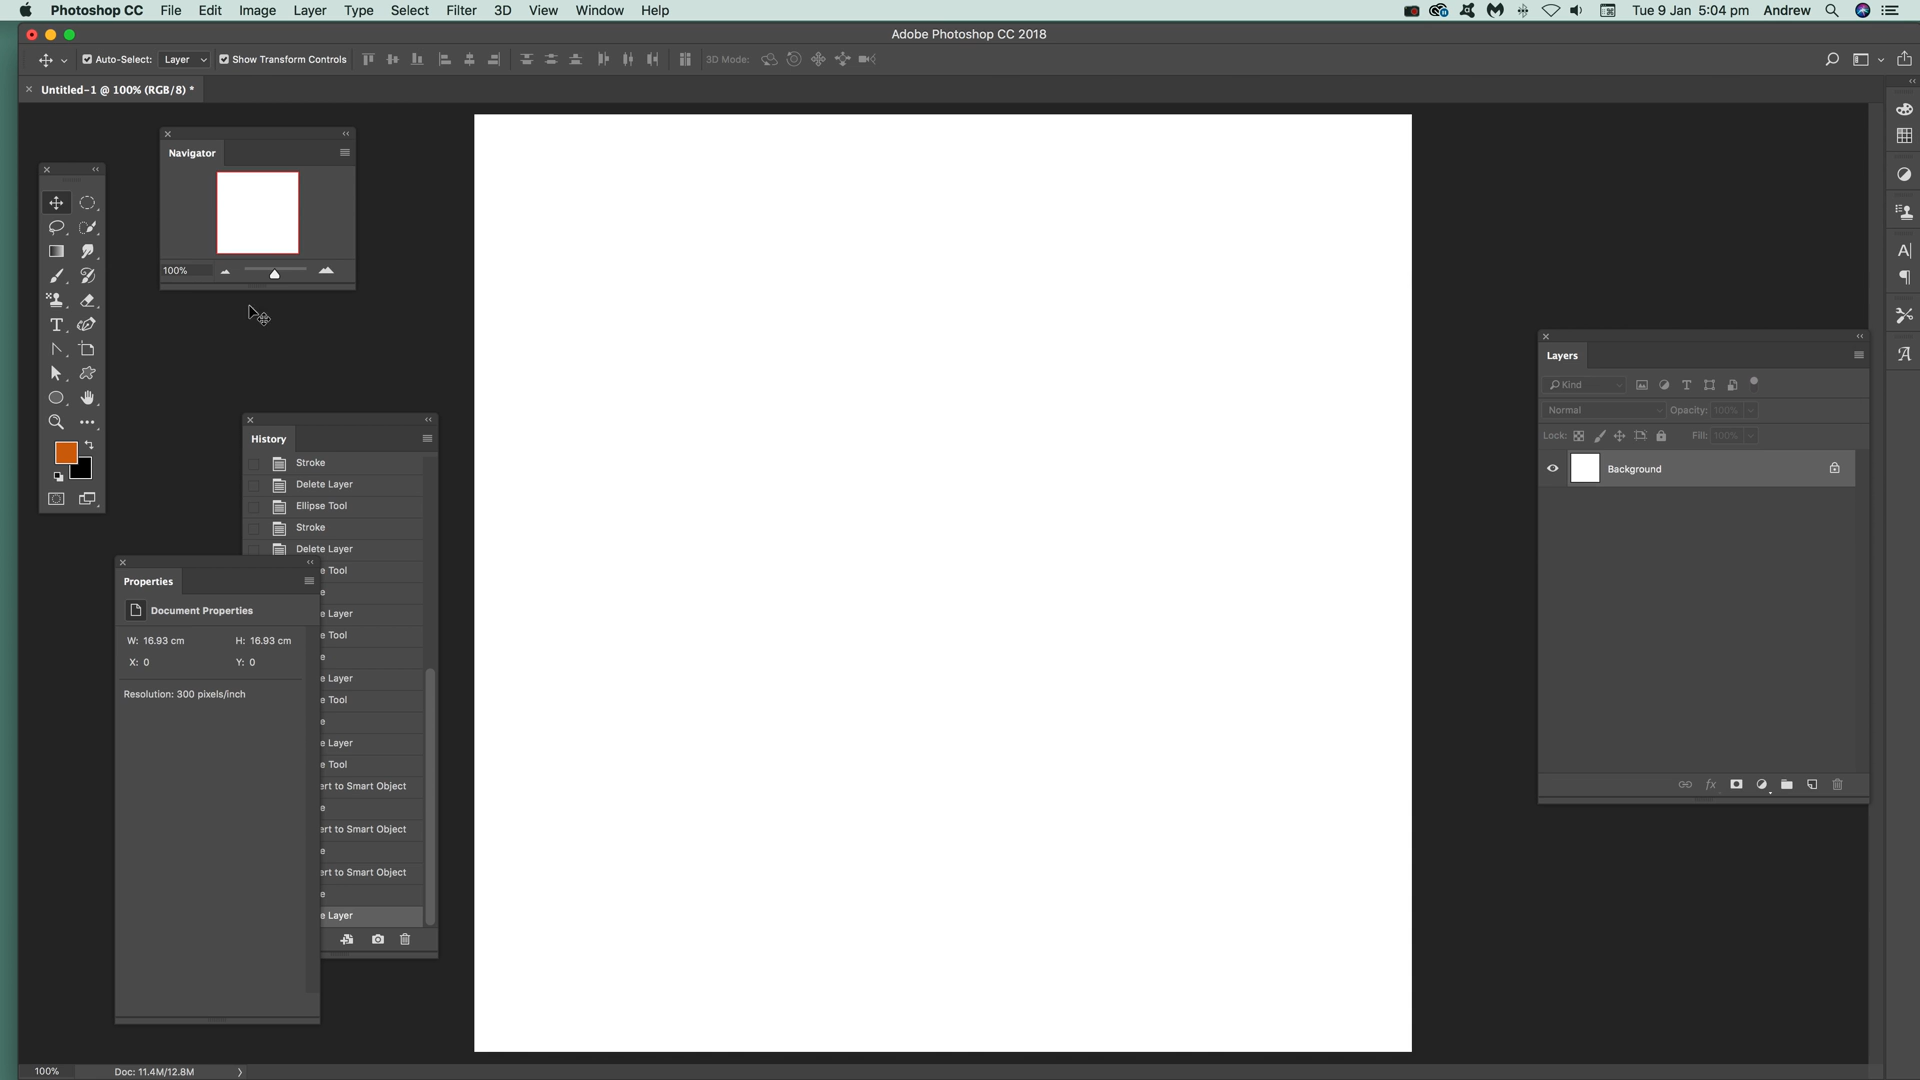 Photoshop CC File Edit Image Layer Type Select Filter 3D View Window Help Tue 9 Jan 5:04 pm Andrew
Adobe Photoshop CC 2018
Auto-Select: Layer Show Transform Controls 3D Mode:
Untitled-1 @ 100% (RGB/8) *
Navigator
100%
History
Stroke
Delete Layer
Ellipse Tool
Stroke
Delete Layer
e Tool
e
e Layer
e Tool
e
e Layer
e Tool
e
e Layer
e Tool
ert to Smart Object
e
ert to Smart Object
e
ert to Smart Object
e
e Layer
Properties
Document Properties
W: 16.93 cm H: 16.93 cm
X: 0 Y: 0
Resolution: 300 pixels/inch
Layers
Kind
Normal Opacity: 100%
Lock: Fill: 100%
Background
100% Doc: 11.4M/12.8M